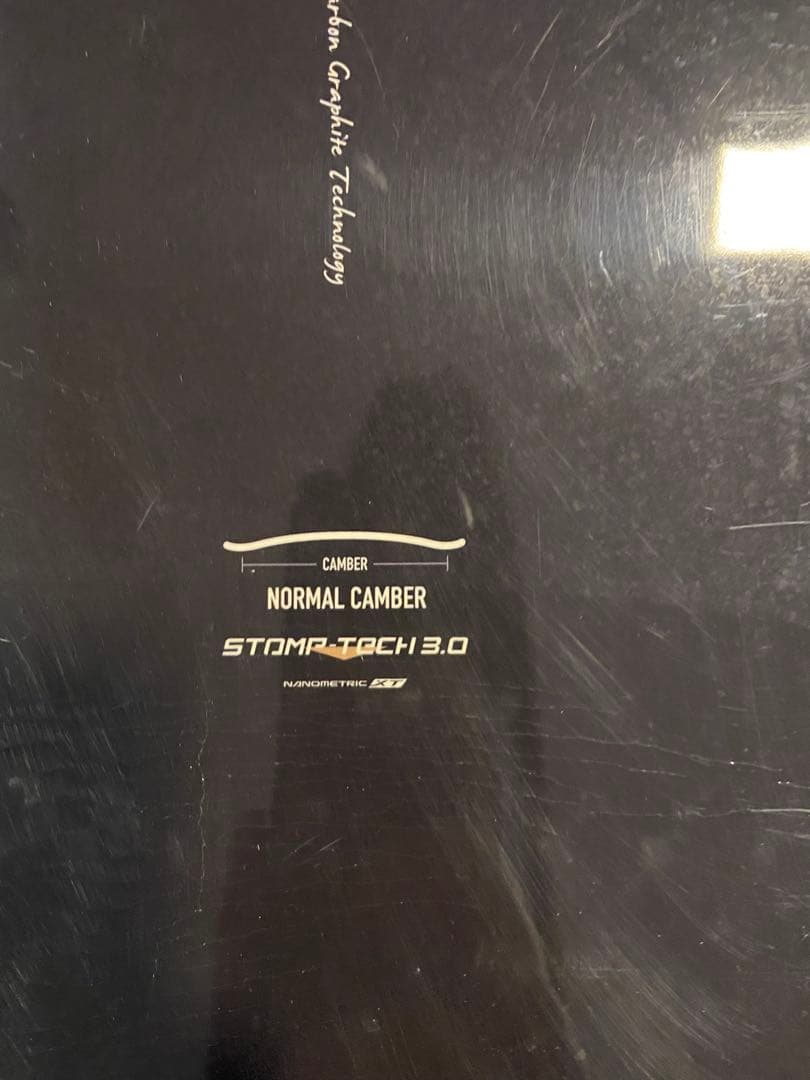 Graphite Technology
CAMBER
NORMAL CAMBER
STOMP-TECH 3.0
NANOMETRIC XT